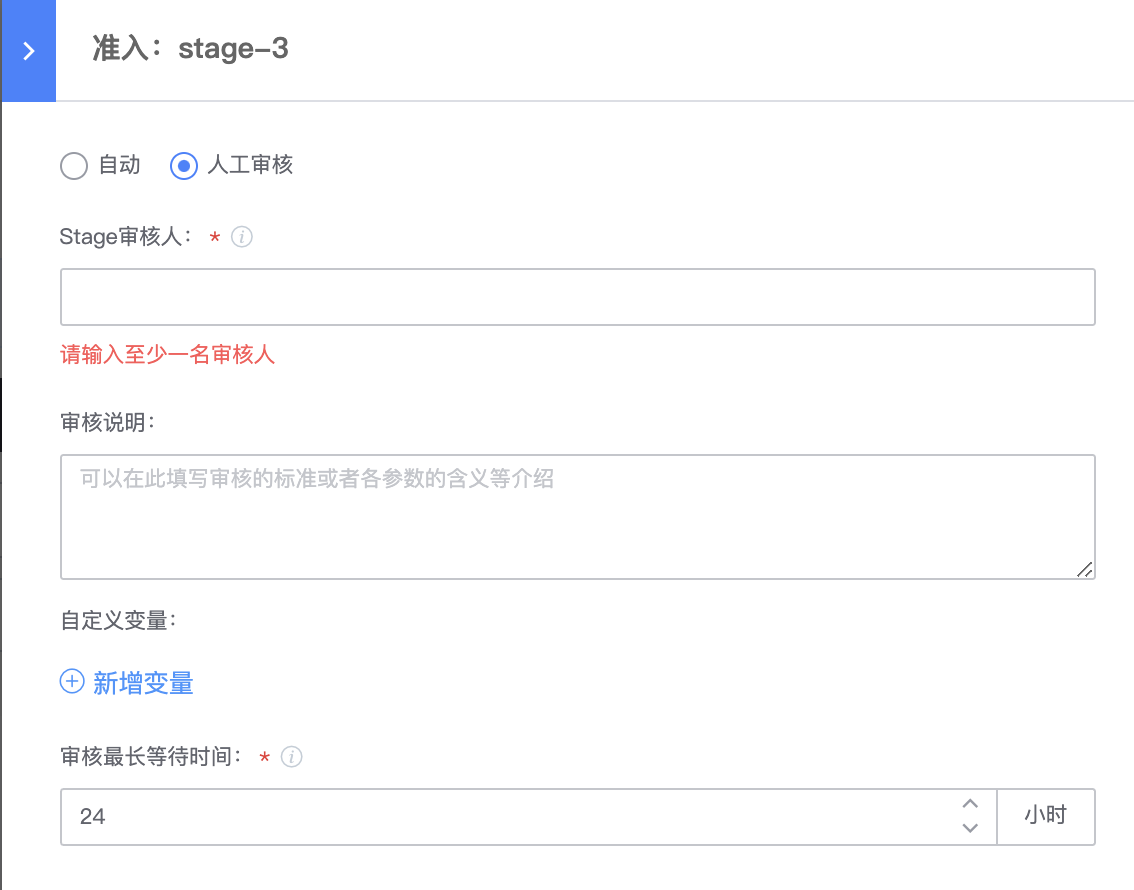 准入：stage-3
自动 人工审核
Stage审核人： *
请输入至少一名审核人
审核说明：
可以在此填写审核的标准或者各参数的含义等介绍
自定义变量：
新增变量
审核最长等待时间： *
24 小时